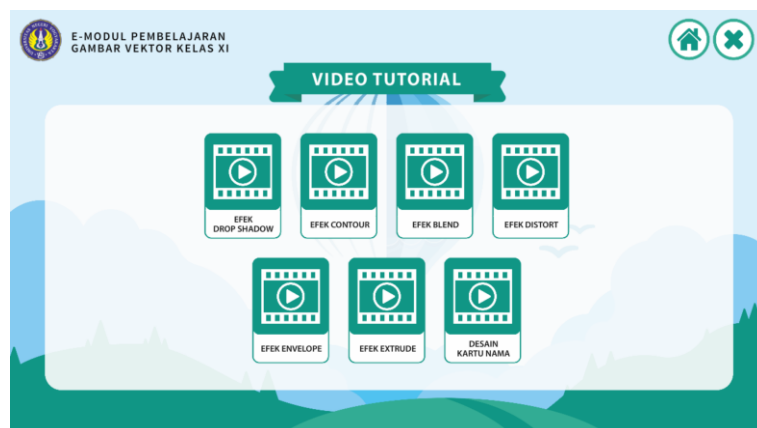 E-MODUL PEMBELAJARAN
GAMBAR VEKTOR KELAS XI
VIDEO TUTORIAL
EFEK
DROP SHADOW
EFEK CONTOUR
EFEK BLEND
EFEK DISTORT
EFEK ENVELOPE
EFEK EXTRUDE
DESAIN
KARTU NAMA